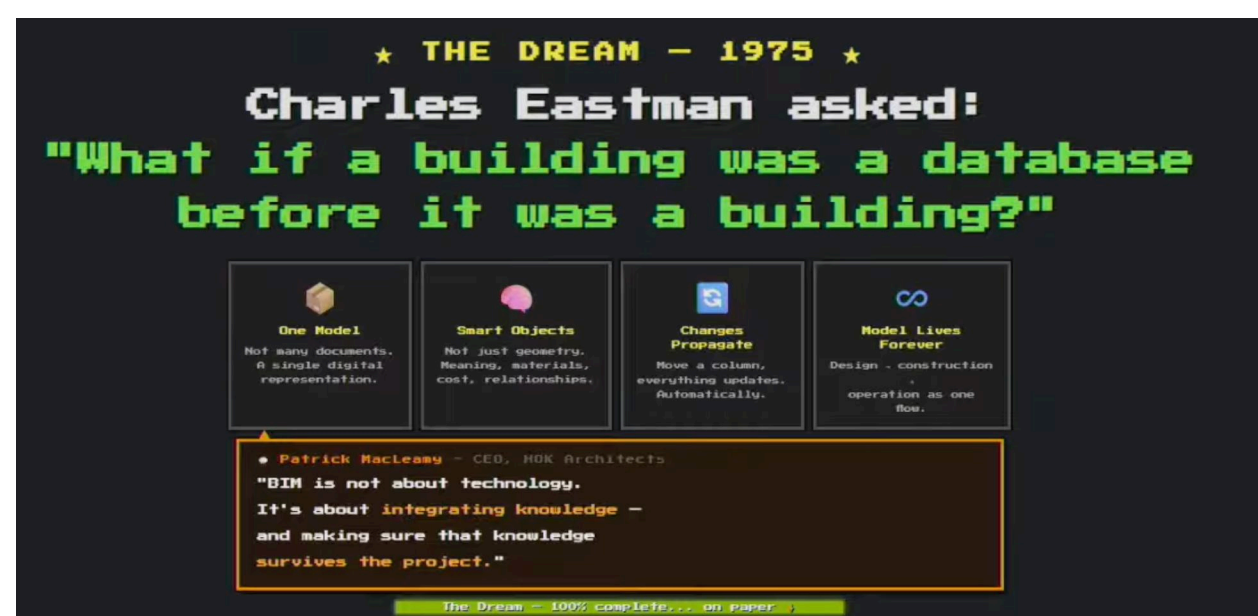 ★ THE DREAM — 1975 ★
Charles Eastman asked:
"What if a building was a database
before it was a building?"
One Model
Not many documents.
A single digital
representation.
Smart Objects
Not just geometry.
Meaning, materials,
cost, relationships.
Changes
Propagate
Move a column,
everything updates.
Automatically.
Model Lives
Forever
Design . construction
.
operation as one
flow.
● Patrick MacLeamy — CEO, HOK Architects
"BIM is not about technology.
It's about integrating knowledge —
and making sure that knowledge
survives the project."
The Dream — 100% complete... on paper ↓